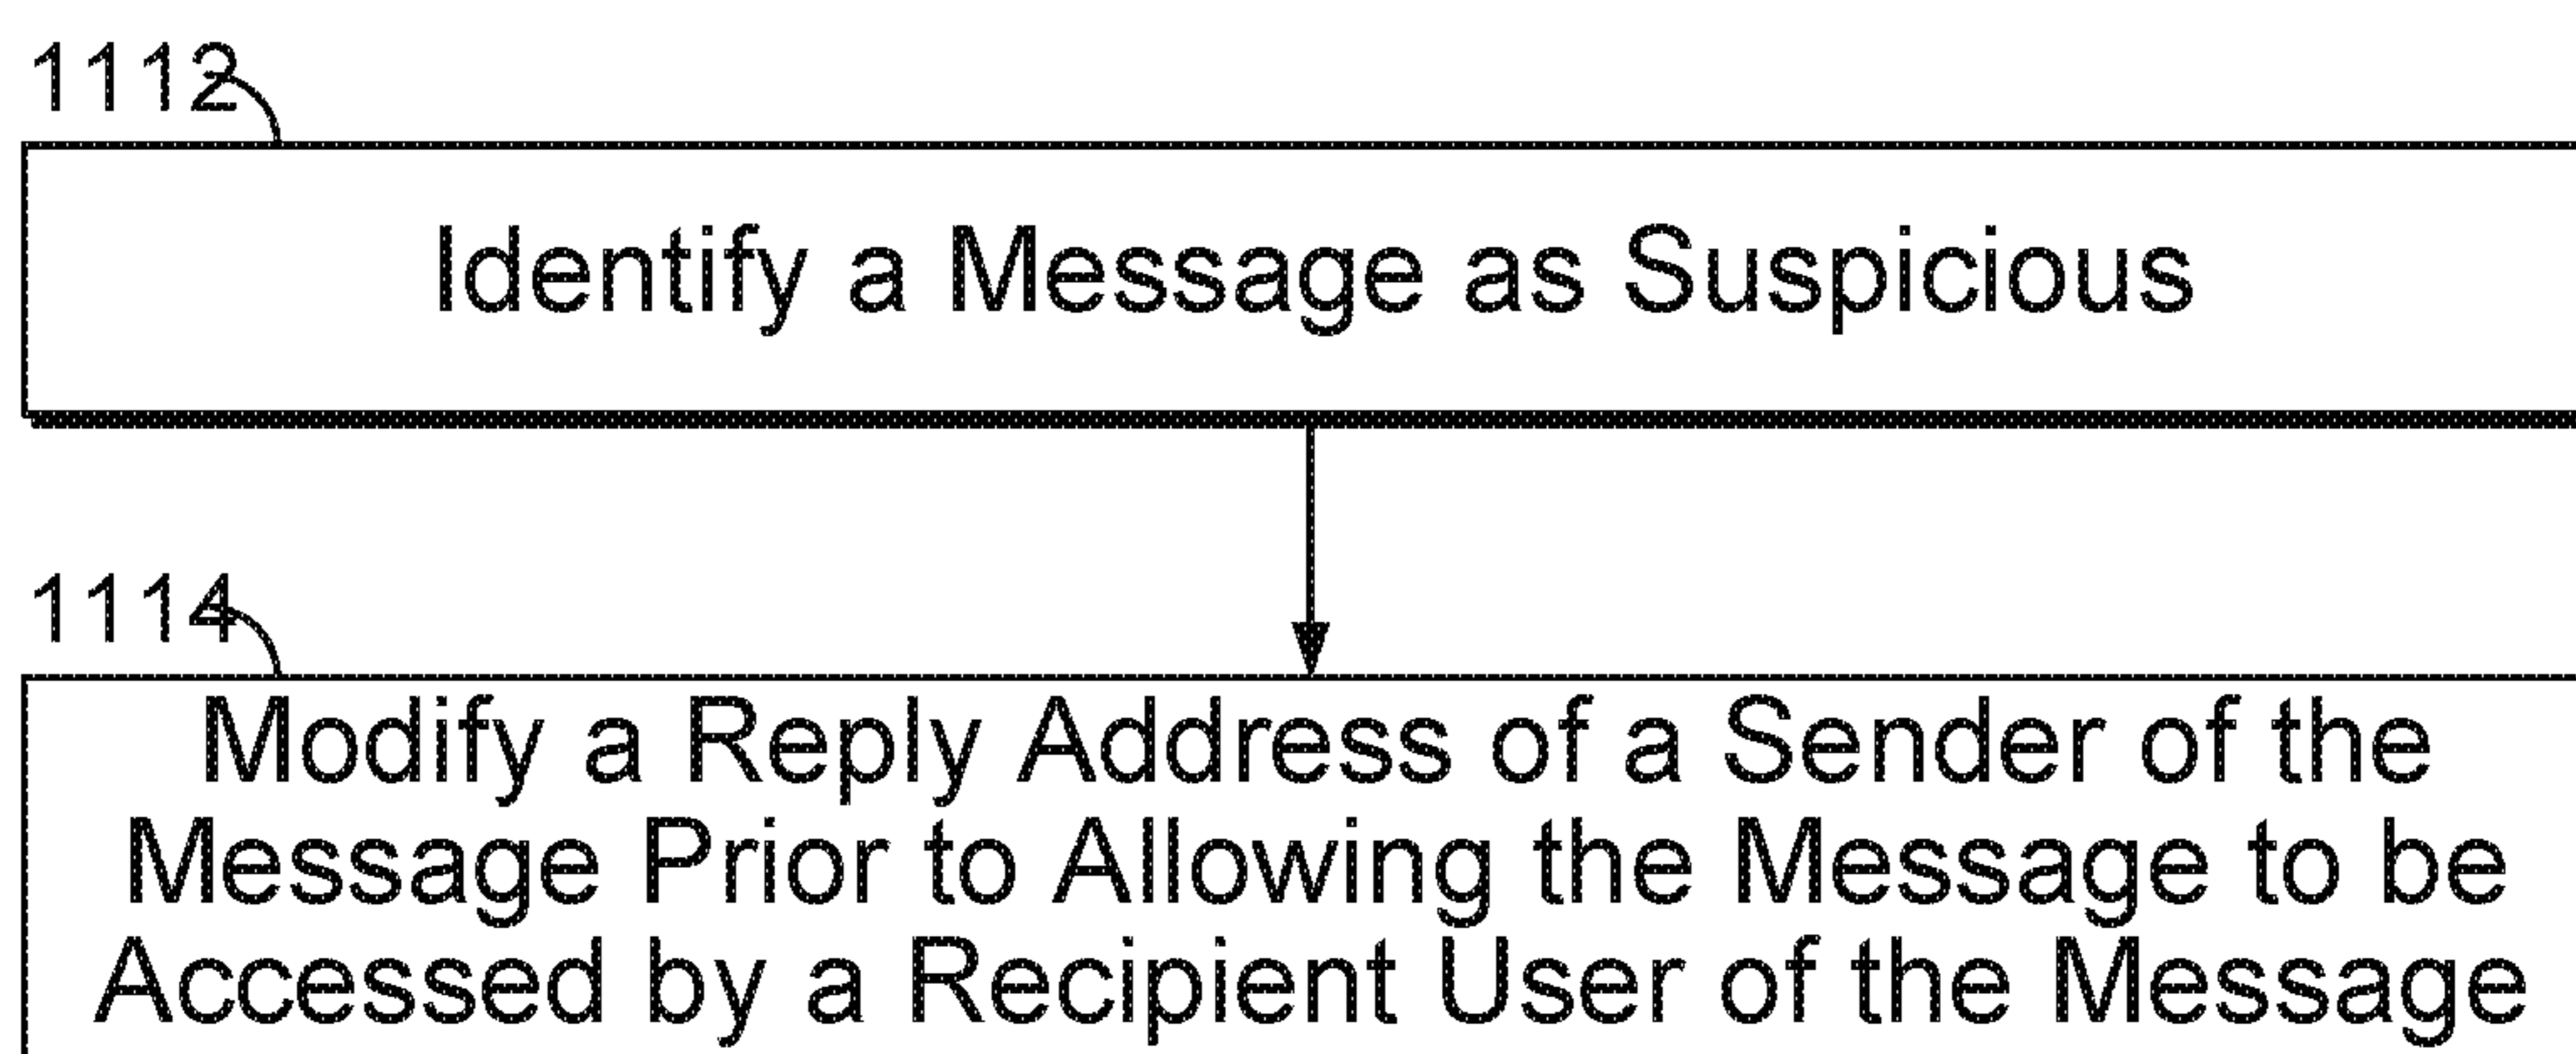 1112
Identify a Message as Suspicious
1114
Modify a Reply Address of a Sender of the
Message Prior to Allowing the Message to be
Accessed by a Recipient User of the Message